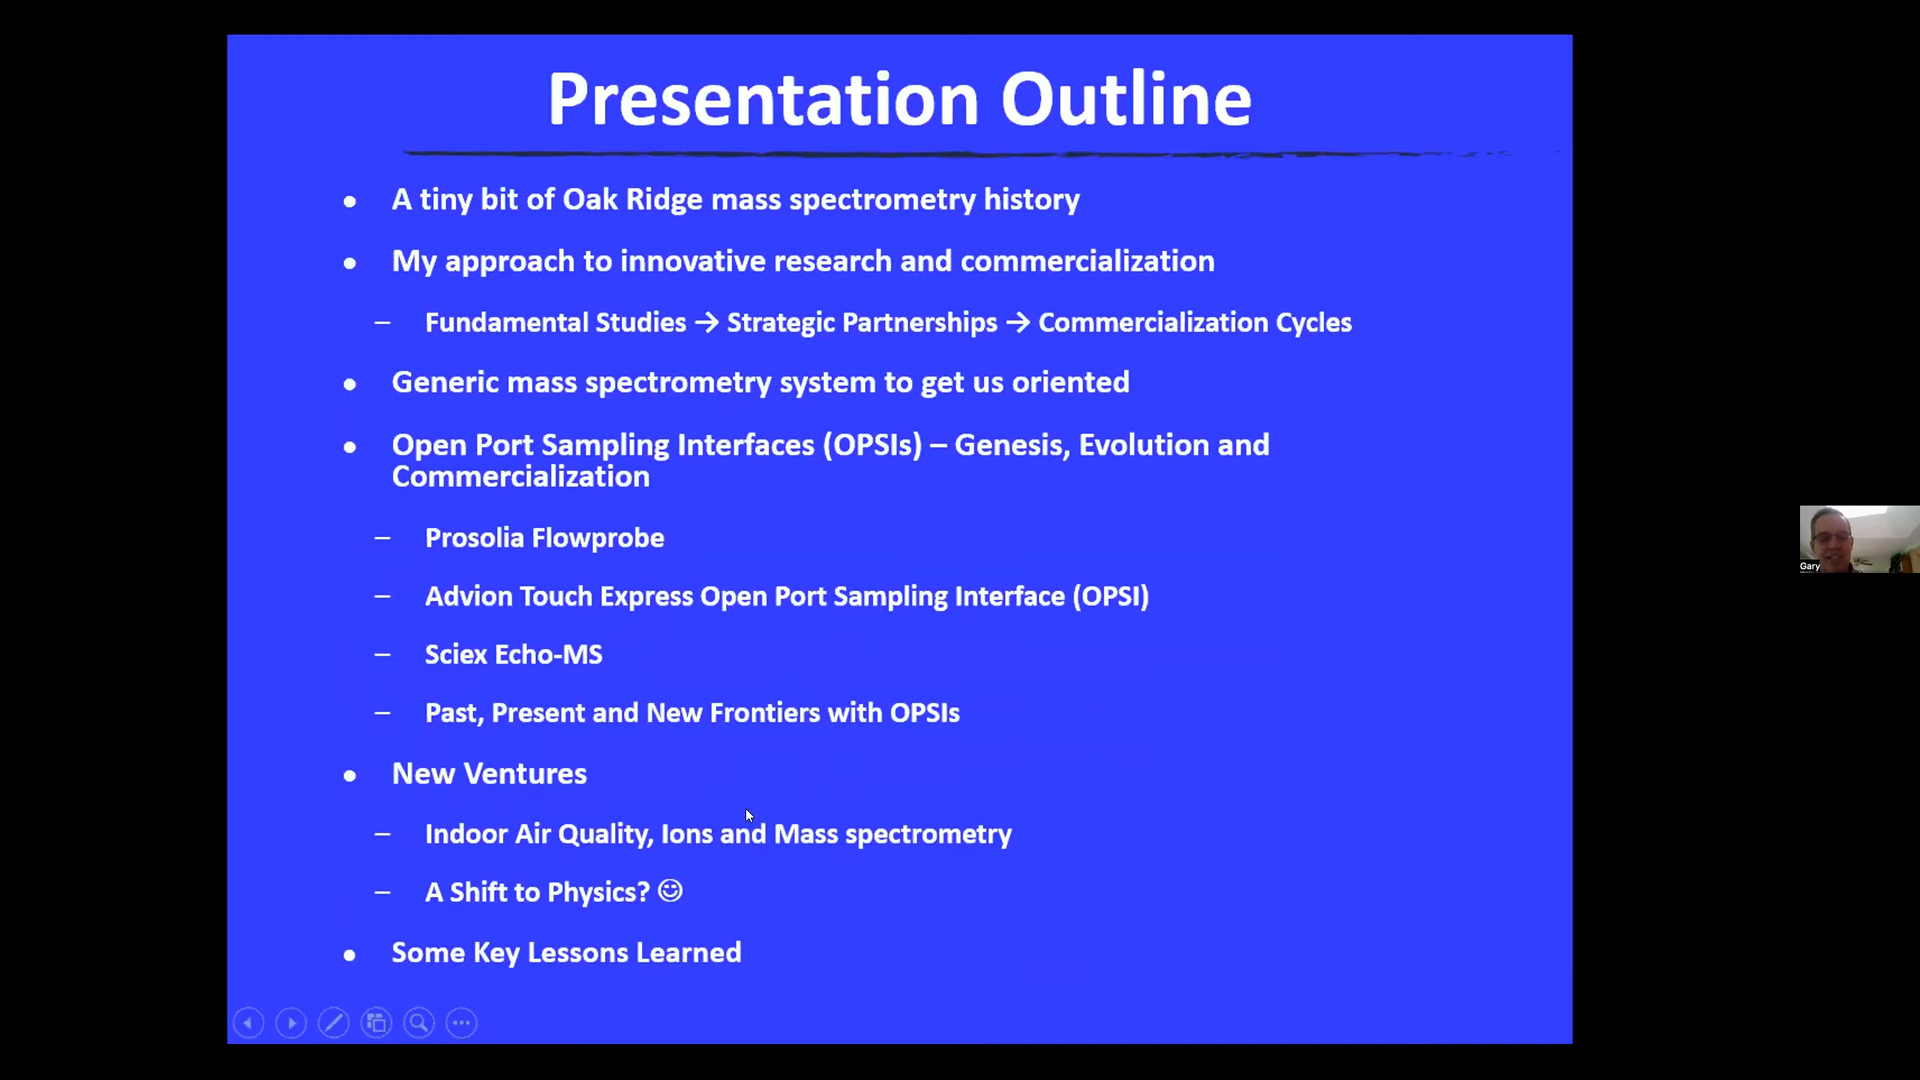 Presentation Outline
• A tiny bit of Oak Ridge mass spectrometry history
• My approach to innovative research and commercialization
– Fundamental Studies → Strategic Partnerships → Commercialization Cycles
• Generic mass spectrometry system to get us oriented
• Open Port Sampling Interfaces (OPSIs) – Genesis, Evolution and
Commercialization
– Prosolia Flowprobe
– Advion Touch Express Open Port Sampling Interface (OPSI)
– Sciex Echo-MS
– Past, Present and New Frontiers with OPSIs
• New Ventures
– Indoor Air Quality, Ions and Mass spectrometry
– A Shift to Physics? ☺
• Some Key Lessons Learned
Gary